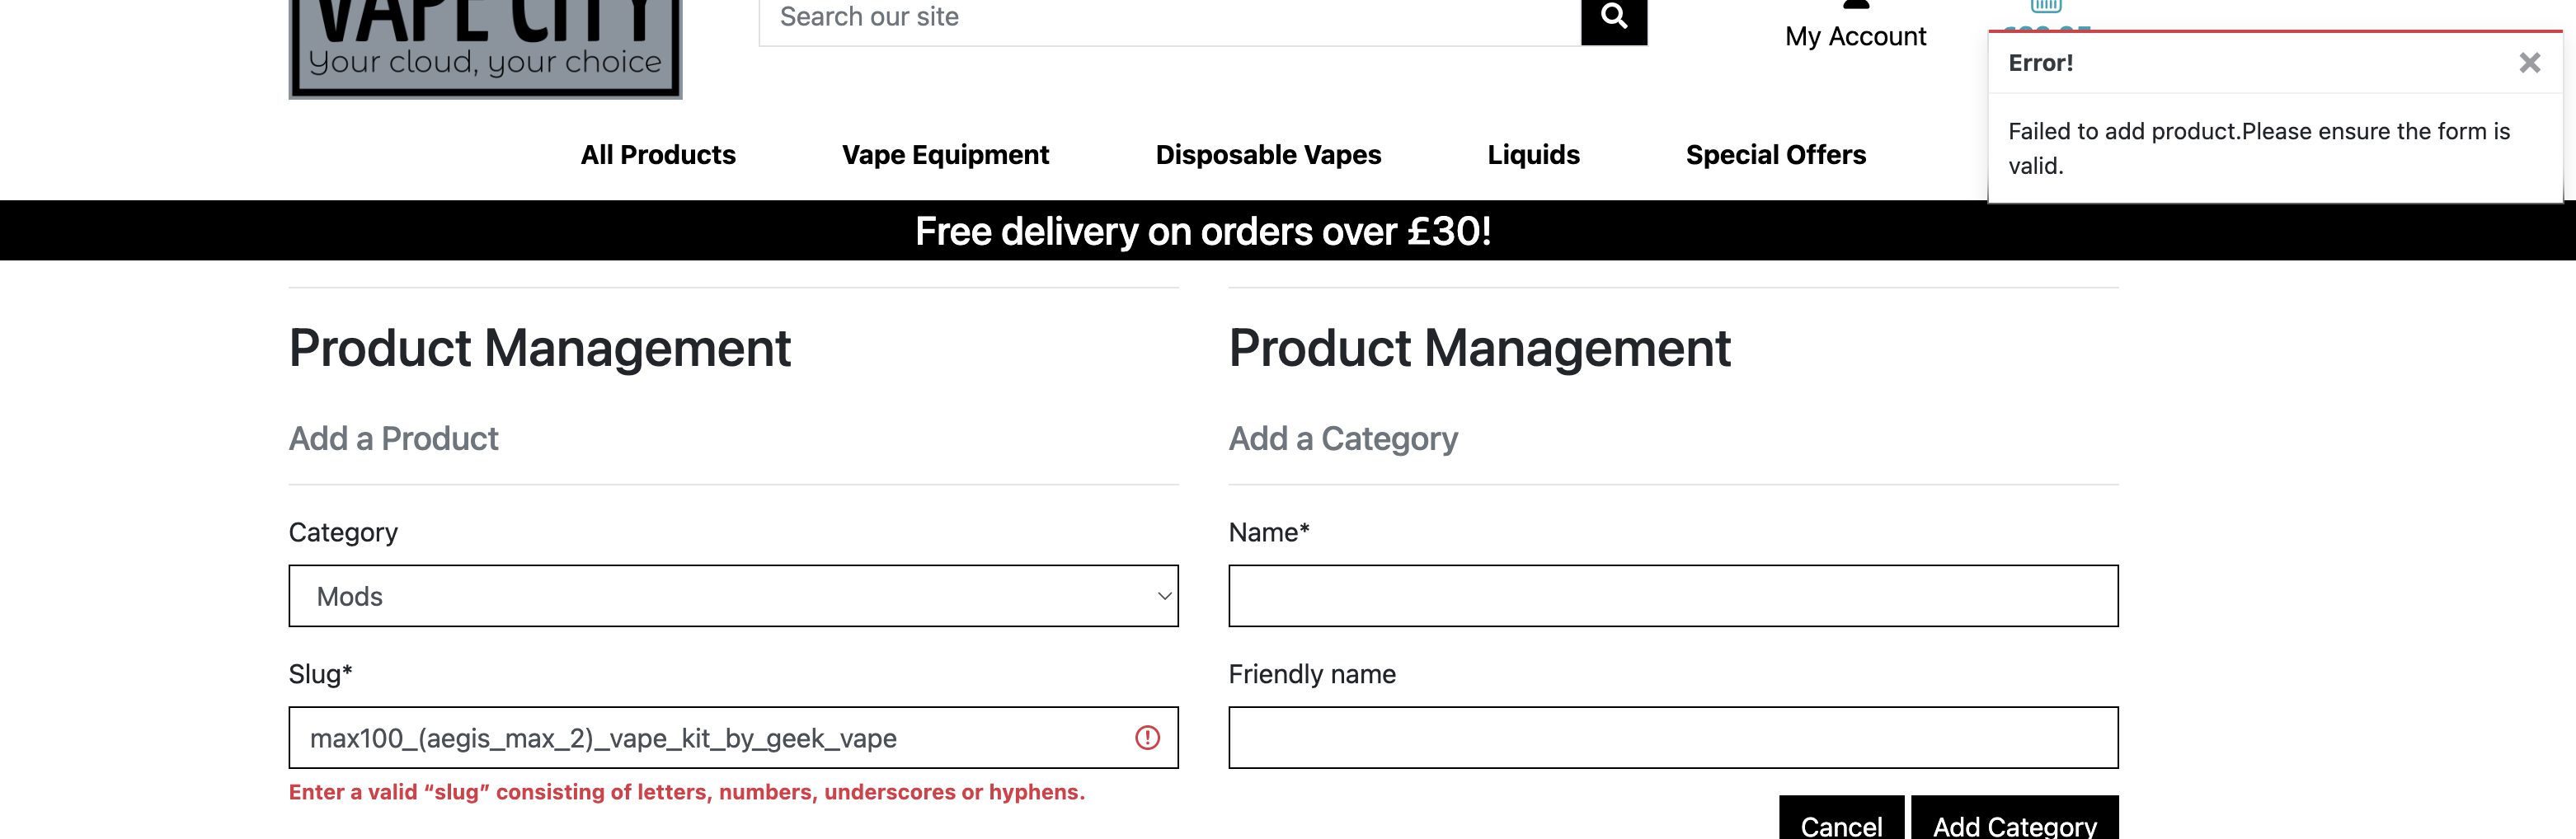 VAPE CITY
Your cloud, your choice
Search our site
My Account
Error!
Failed to add product.Please ensure the form is
valid.
All Products
Vape Equipment
Disposable Vapes
Liquids
Special Offers
Free delivery on orders over £30!
Product Management
Add a Product
Category
Mods
Slug*
max100_(aegis_max_2)_vape_kit_by_geek_vape
Enter a valid “slug” consisting of letters, numbers, underscores or hyphens.
Product Management
Add a Category
Name*
Friendly name
Cancel
Add Category